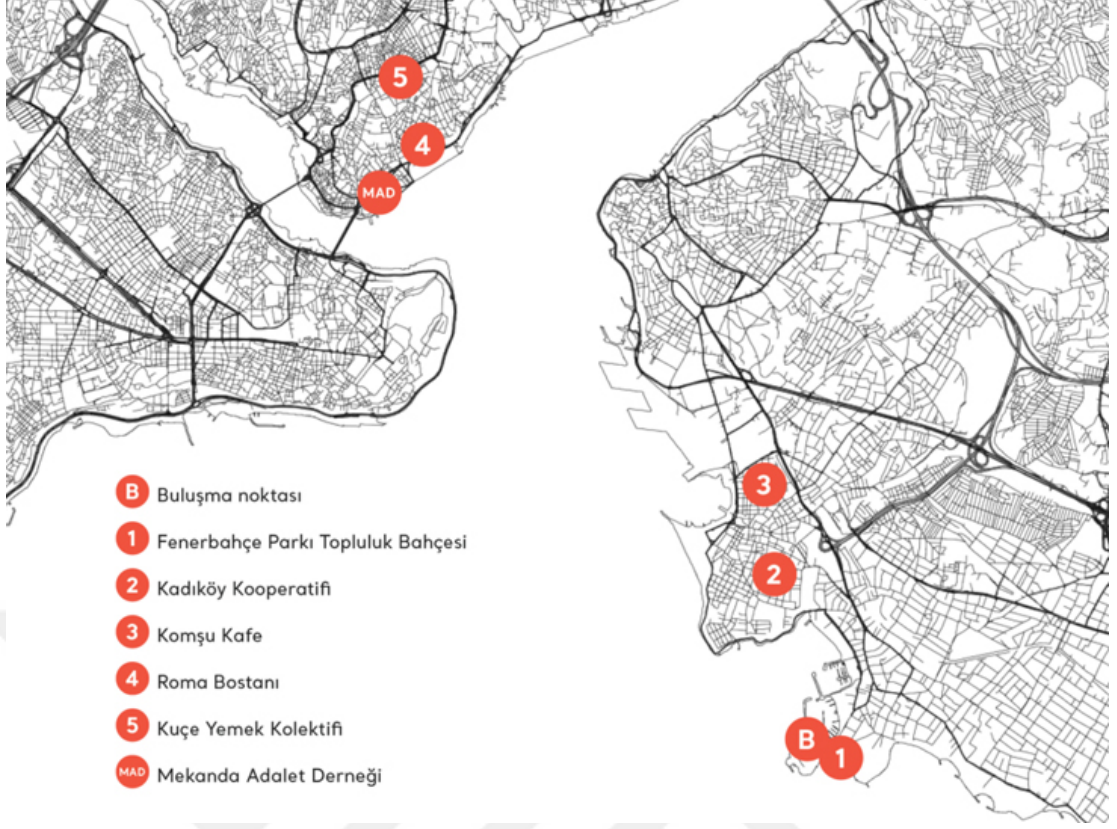 5
4
MAD
3
2
B
1
B Buluşma noktası
1 Fenerbahçe Parkı Topluluk Bahçesi
2 Kadıköy Kooperatifi
3 Komşu Kafe
4 Roma Bostanı
5 Kuçe Yemek Kolektifi
MAD Mekanda Adalet Derneği